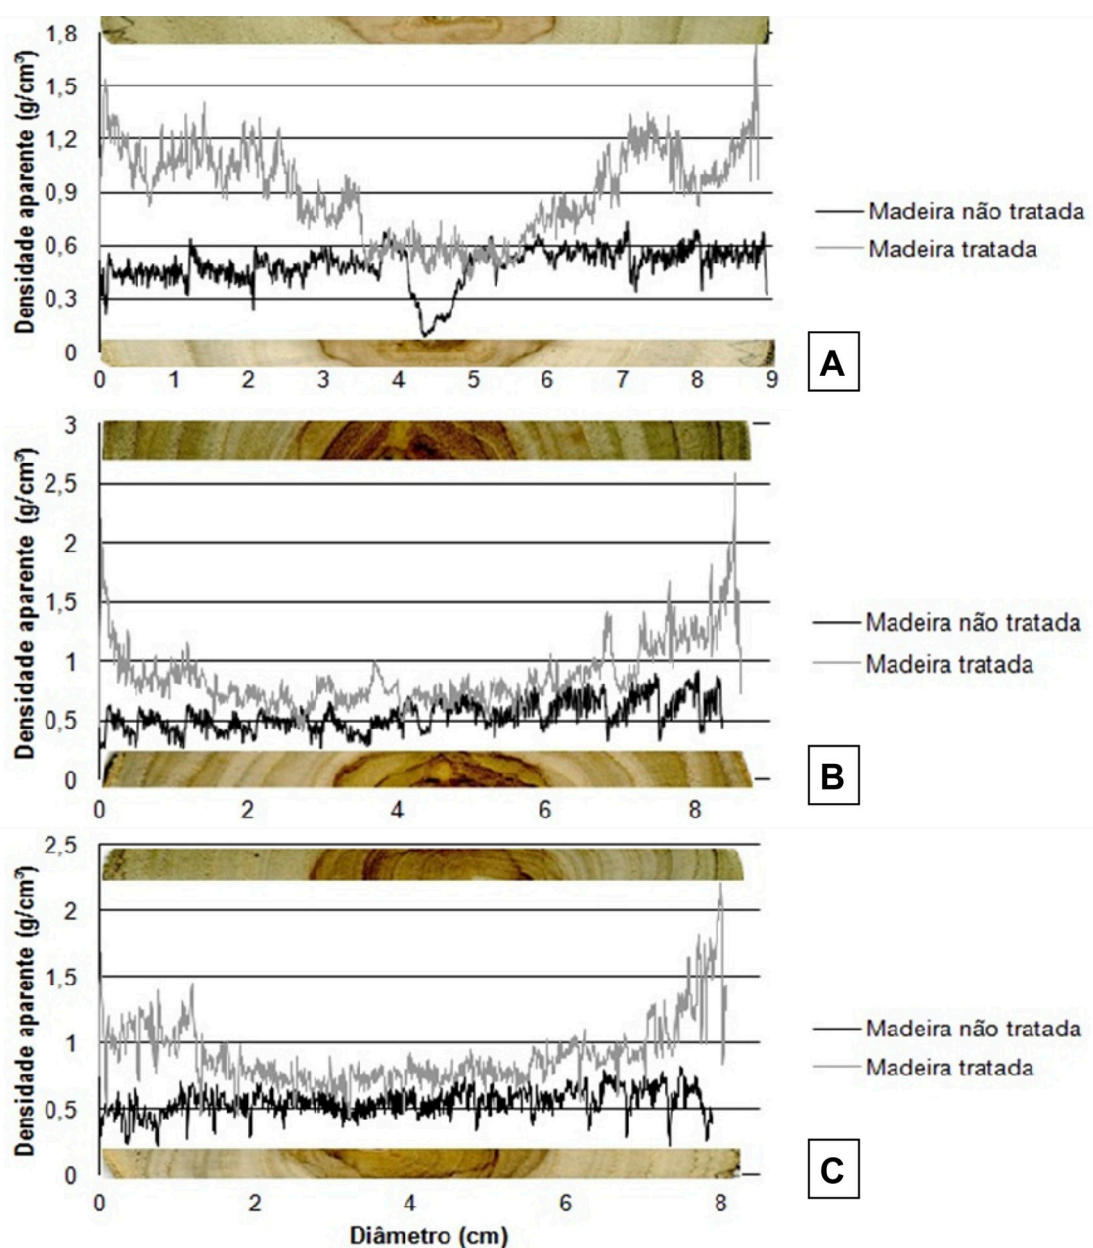 Densidade aparente (g/cm³)
1,8
1,5
1,2
0,9
0,6
0,3
0
0 1 2 3 4 5 6 7 8 9
Madeira não tratada
Madeira tratada
A
Densidade aparente (g/cm³)
3
2,5
2
1,5
1
0,5
0
0 2 4 6 8
Madeira não tratada
Madeira tratada
B
Densidade aparente (g/cm³)
2,5
2
1,5
1
0,5
0
0 2 4 6 8
Diâmetro (cm)
Madeira não tratada
Madeira tratada
C